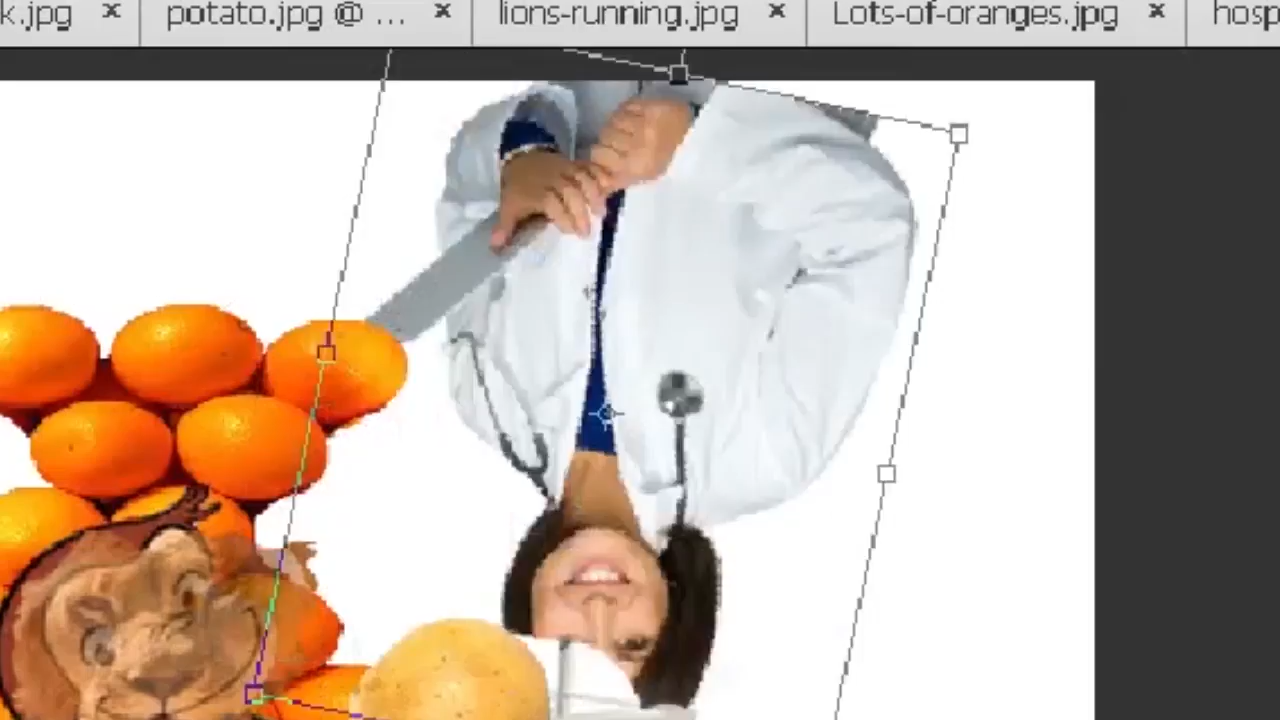 k.jpg × potato.jpg @ ... × lions-running.jpg × Lots-of-oranges.jpg × hosp